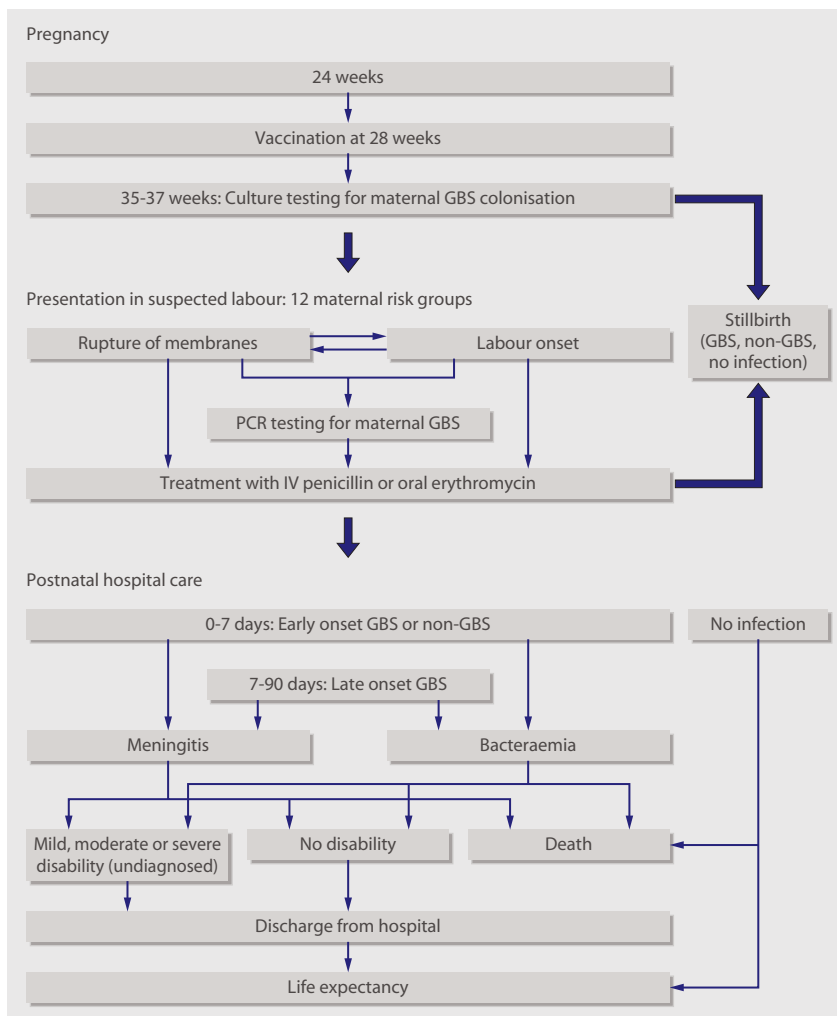 Pregnancy
24 weeks
Vaccination at 28 weeks
35-37 weeks: Culture testing for maternal GBS colonisation
Presentation in suspected labour: 12 maternal risk groups
Rupture of membranes
Labour onset
Stillbirth
(GBS, non-GBS,
no infection)
PCR testing for maternal GBS
Treatment with IV penicillin or oral erythromycin
Postnatal hospital care
0-7 days: Early onset GBS or non-GBS
No infection
7-90 days: Late onset GBS
Meningitis
Bacteraemia
Mild, moderate or severe
disability (undiagnosed)
No disability
Death
Discharge from hospital
Life expectancy